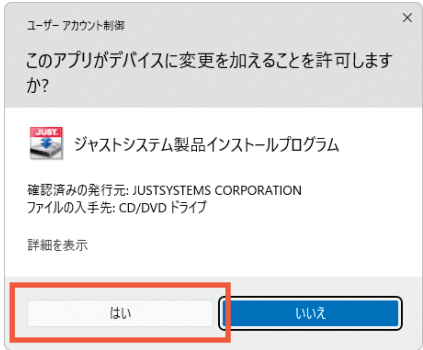 ユーザー アカウント制御
このアプリがデバイスに変更を加えることを許可します
か?
JUST.
ジャストシステム製品インストールプログラム
確認済みの発行元: JUSTSYSTEMS CORPORATION
ファイルの入手先: CD/DVD ドライブ
詳細を表示
はい
いいえ